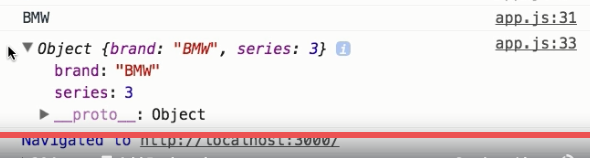 BMW app.js:31
Object {brand: "BMW", series: 3} i app.js:33
brand: "BMW"
series: 3
__proto__: Object
Navigated to http://localhost:3000/